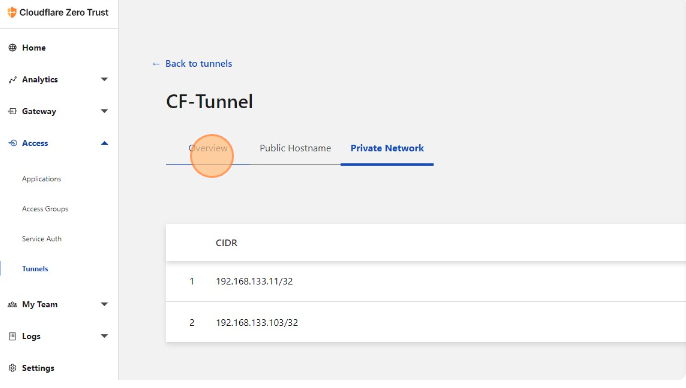 Cloudflare Zero Trust
Home
Analytics
Gateway
Access
Applications
Access Groups
Service Auth
Tunnels
My Team
Logs
Settings
← Back to tunnels
CF-Tunnel
Overview Public Hostname Private Network
CIDR
1 192.168.133.11/32
2 192.168.133.103/32